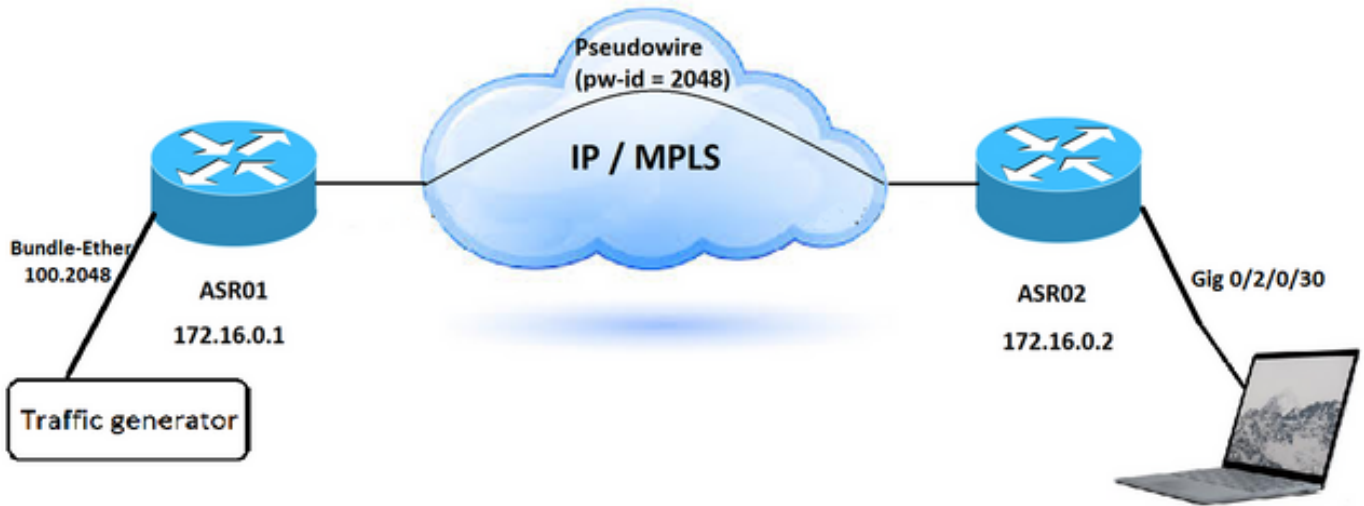 Pseudowire
(pw-id = 2048)
IP / MPLS
Bundle-Ether
100.2048
ASR01
172.16.0.1
ASR02
172.16.0.2
Gig 0/2/0/30
Traffic generator